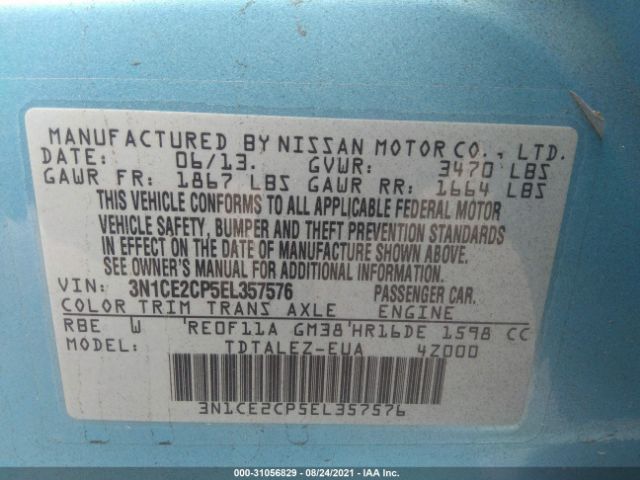 MANUFACTURED BY NISSAN MOTOR CO., LTD.
DATE: 06/13. GVWR: 3470 LBS
GAWR FR: 1867 LBS GAWR RR: 1664 LBS
THIS VEHICLE CONFORMS TO ALL APPLICABLE FEDERAL MOTOR
VEHICLE SAFETY, BUMPER AND THEFT PREVENTION STANDARDS
IN EFFECT ON THE DATE OF MANUFACTURE SHOWN ABOVE.
SEE OWNER'S MANUAL FOR ADDITIONAL INFORMATION.
VIN: 3N1CE2CP5EL357576 PASSENGER CAR.
COLOR TRIM TRANS AXLE ENGINE
RBE W 'RE0F11A GM38'HR16DE 1598 CC
MODEL: TDTALEZ-EUA 4Z000
3N1CE2CP5EL357576
000-31056829 - 08/24/2021 - IAA Inc.